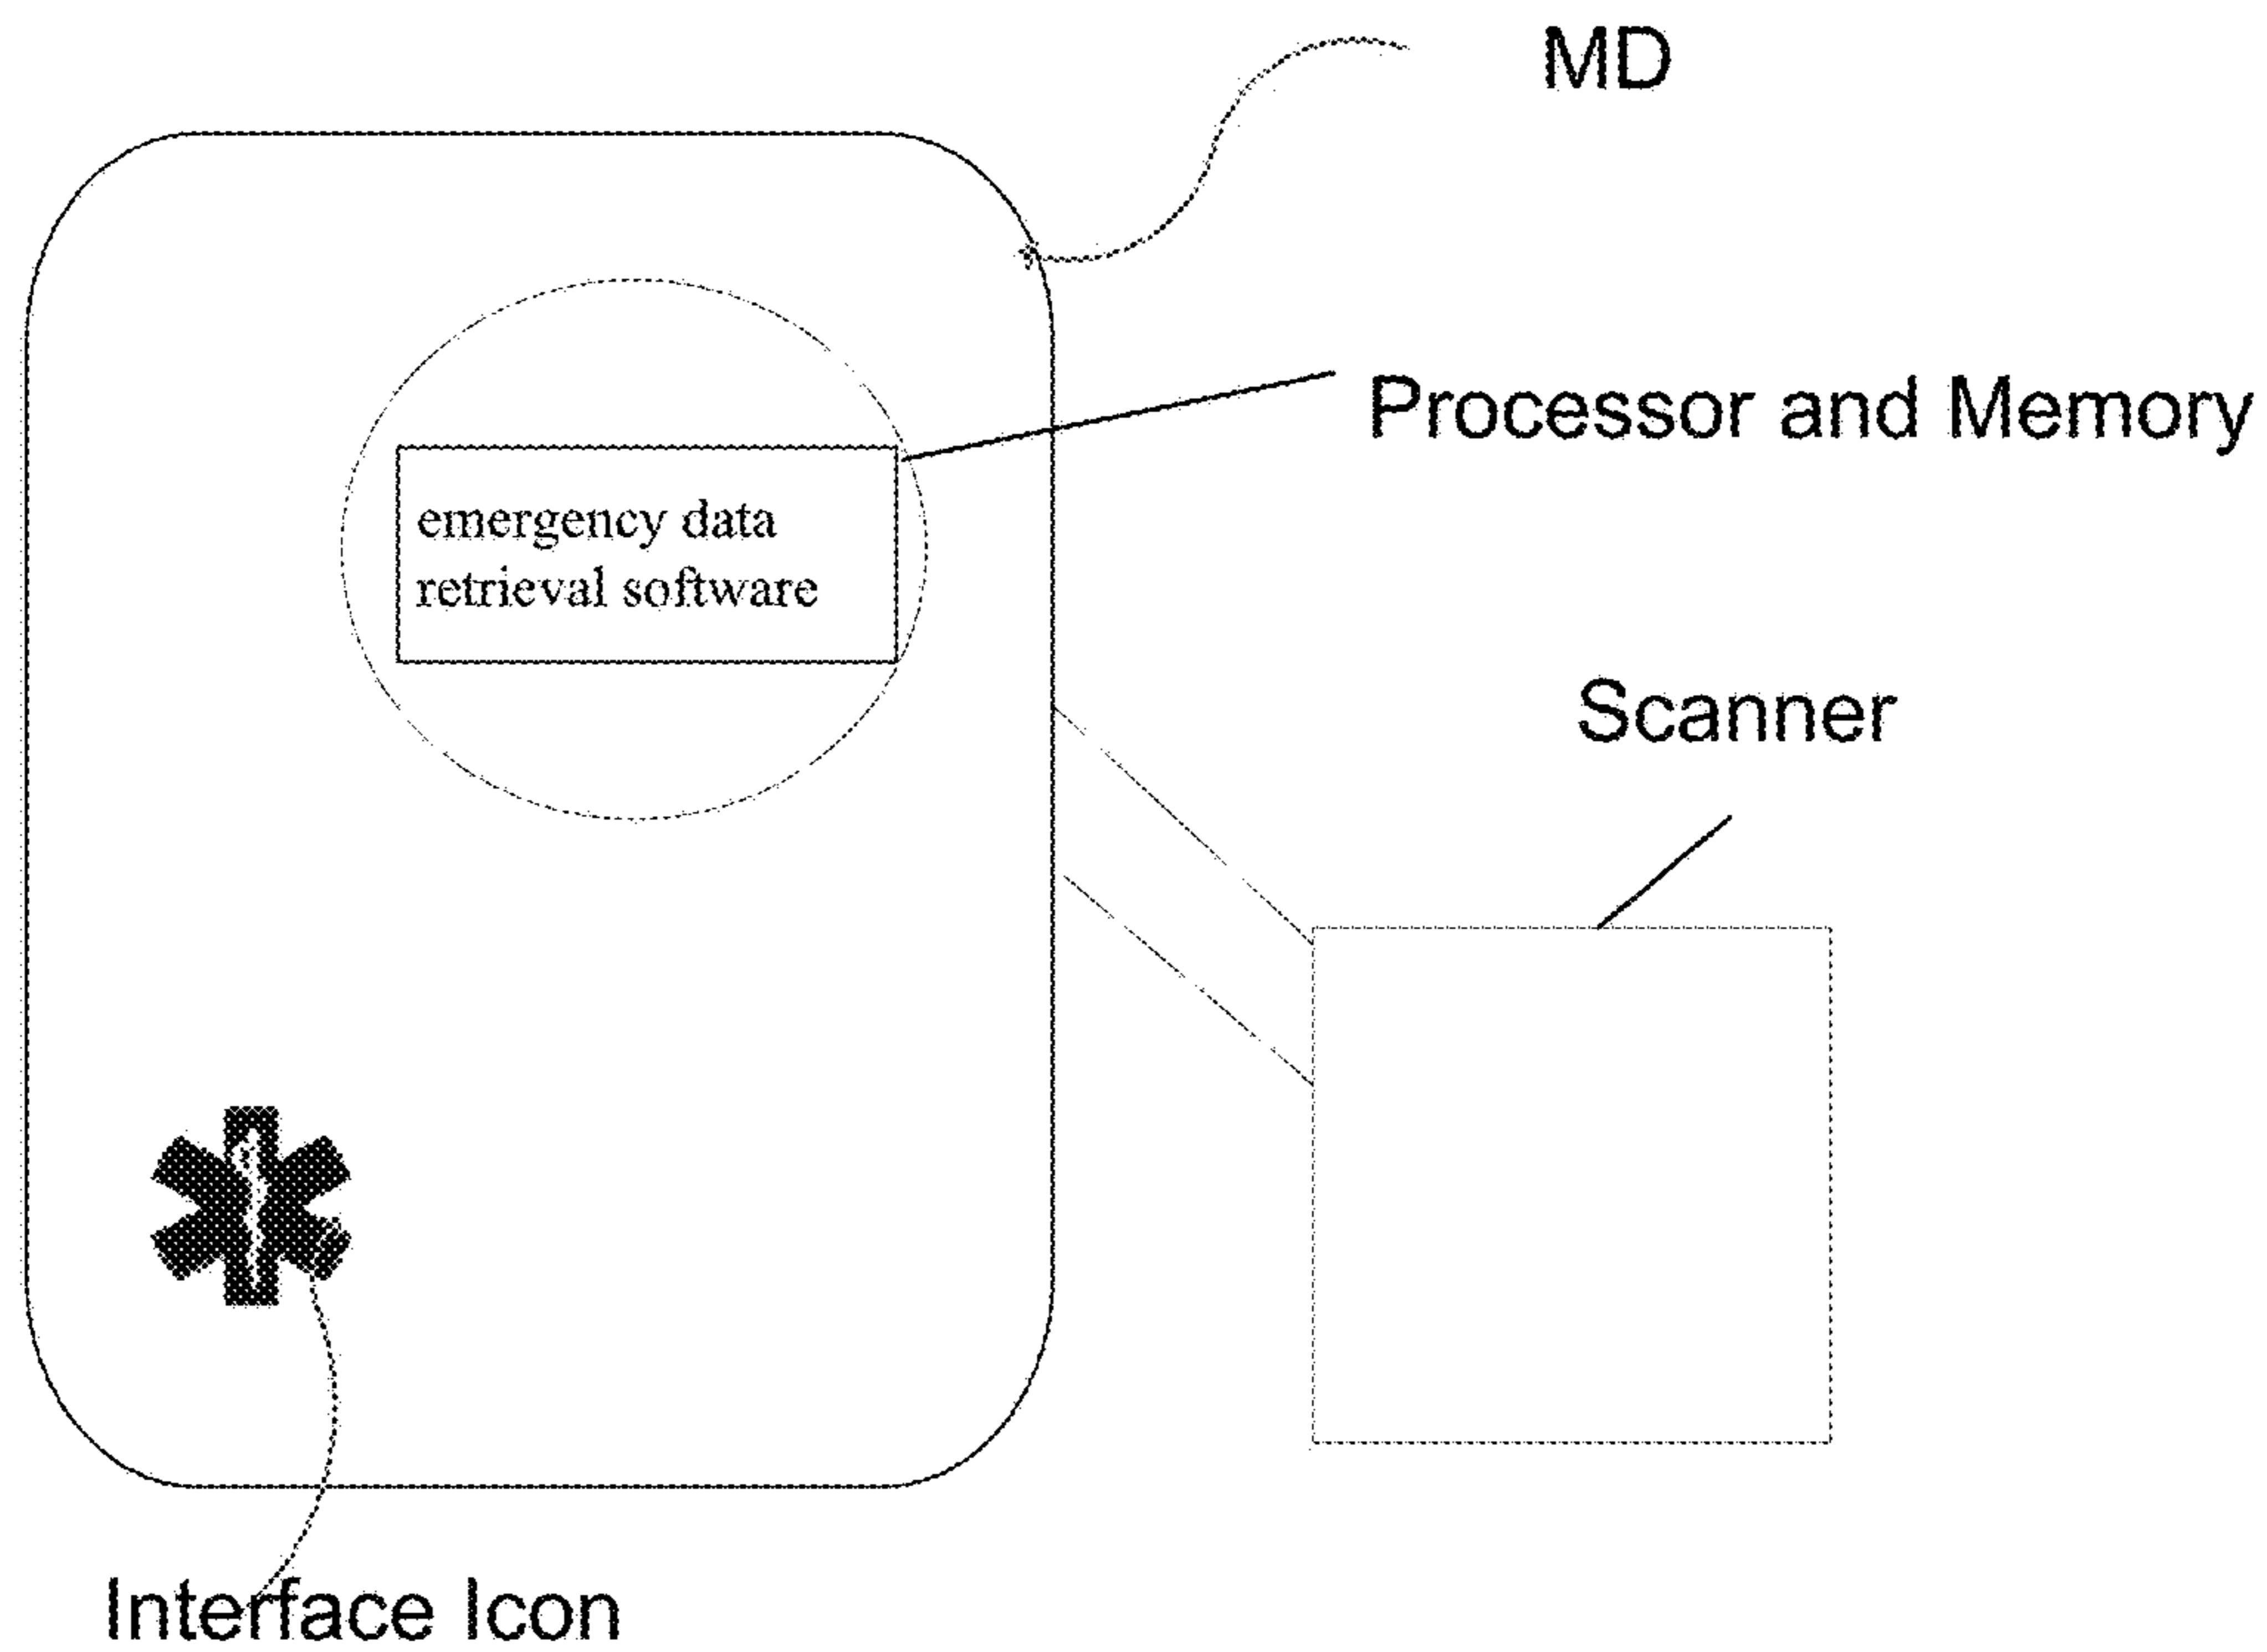 MD
Processor and Memory
emergency data
retrieval software
Scanner
Interface Icon